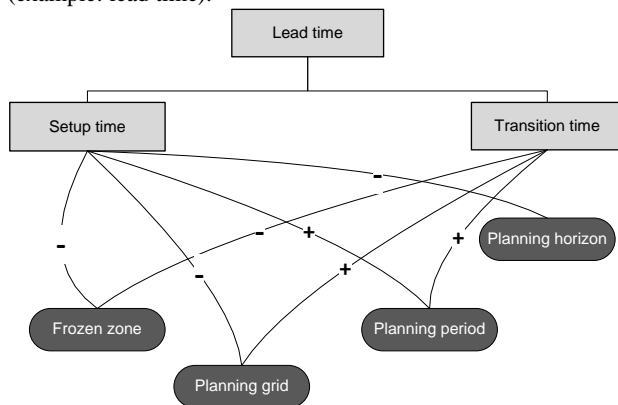 (example: lead time).
Lead time
Setup time
Transition time
-
-
-
+
+
-
+
Planning horizon
Frozen zone
Planning period
Planning grid